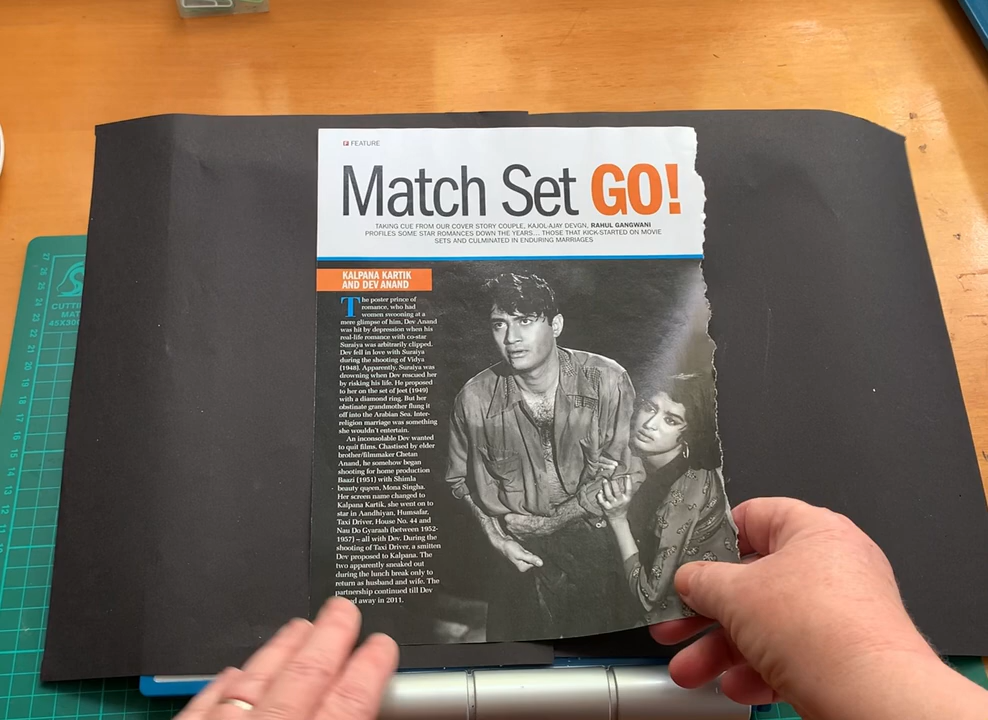 FEATURE
Match Set GO!
TAKING CUE FROM OUR COVER STORY COUPLE, KAJOL-AJAY DEVGN, RAHUL GANGWANI
PROFILES SOME STAR ROMANCES DOWN THE YEARS... THOSE THAT KICK-STARTED ON MOVIE
SETS AND CULMINATED IN ENDURING MARRIAGES
KALPANA KARTIK
AND DEV ANAND
The poster prince of
romance, who had
women swooning at a
mere glimpse of him, Dev Anand
was hit by depression when his
real-life romance with co-star
Suraiya was arbitrarily clipped.
Dev fell in love with Suraiya
during the shooting of Vidya
(1948). Apparently, Suraiya was
drowning when Dev rescued her
by risking his life. He proposed
to her on the set of Jeet (1949)
with a diamond ring. But her
obstinate grandmother flung it
off into the Arabian Sea. Inter-
religion marriage was something
she wouldn't entertain.
An inconsolable Dev wanted
to quit films. Chastised by elder
brother/filmmaker Chetan
Anand, he somehow began
shooting for home production
Baazi (1951) with Shimla
beauty queen, Mona Singha.
Her screen name changed to
Kalpana Kartik, she went on to
star in Aandhiyan, Humsafar,
Taxi Driver, House No. 44 and
Nau Do Gyaraah (between 1952-
1957) – all with Dev. During the
shooting of Taxi Driver, a smitten
Dev proposed to Kalpana. The
two apparently sneaked out
during the lunch break only to
return as husband and wife. The
partnership continued till Dev
away in 2011.
CUTTI
MA
45X30